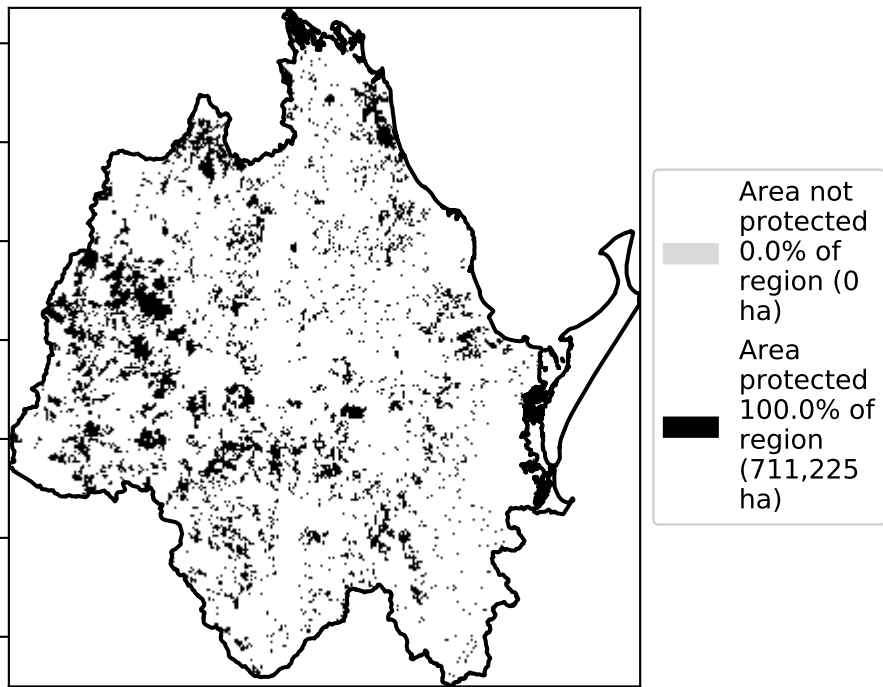 Area not
protected
0.0% of
region (0
ha)
Area
protected
100.0% of
region
(711,225
ha)